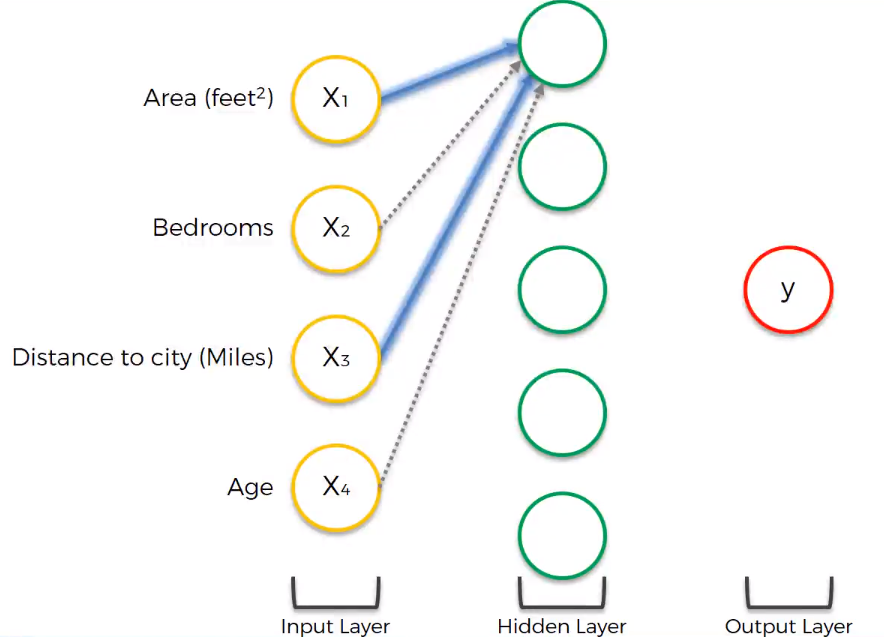 Area (feet²)
X₁
Bedrooms
X₂
Distance to city (Miles)
X₃
Age
X₄
y
Input Layer
Hidden Layer
Output Layer